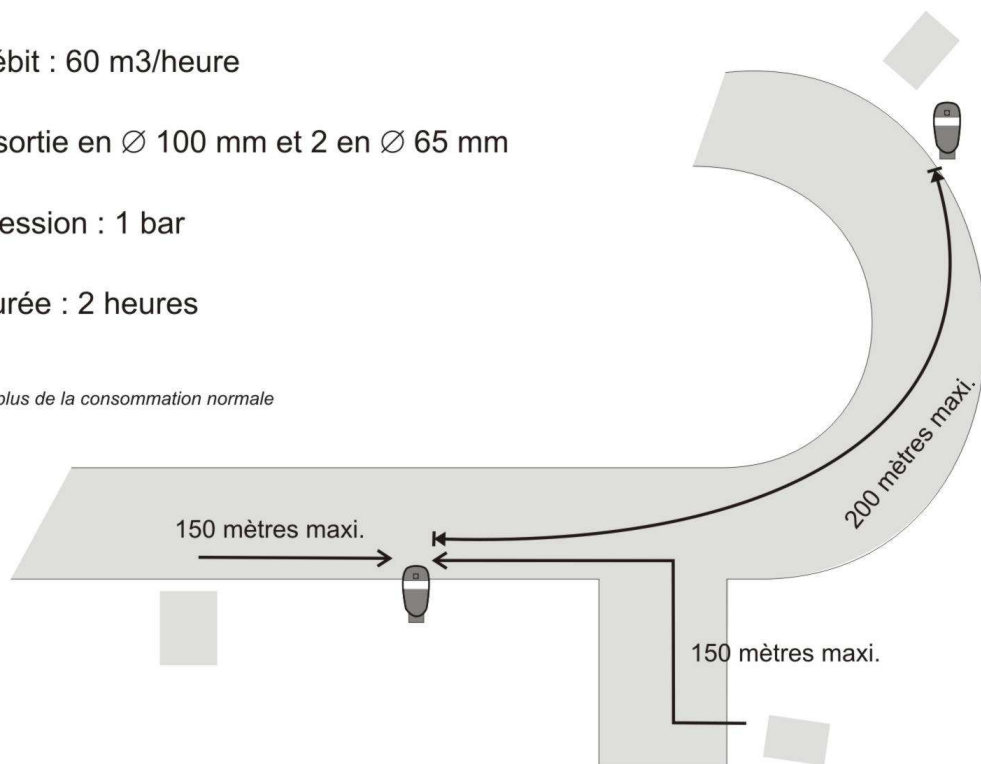 ébit : 60 m3/heure
sortie en ∅ 100 mm et 2 en ∅ 65 mm
ession : 1 bar
urée : 2 heures
plus de la consommation normale
200 mètres maxi.
150 mètres maxi.
150 mètres maxi.